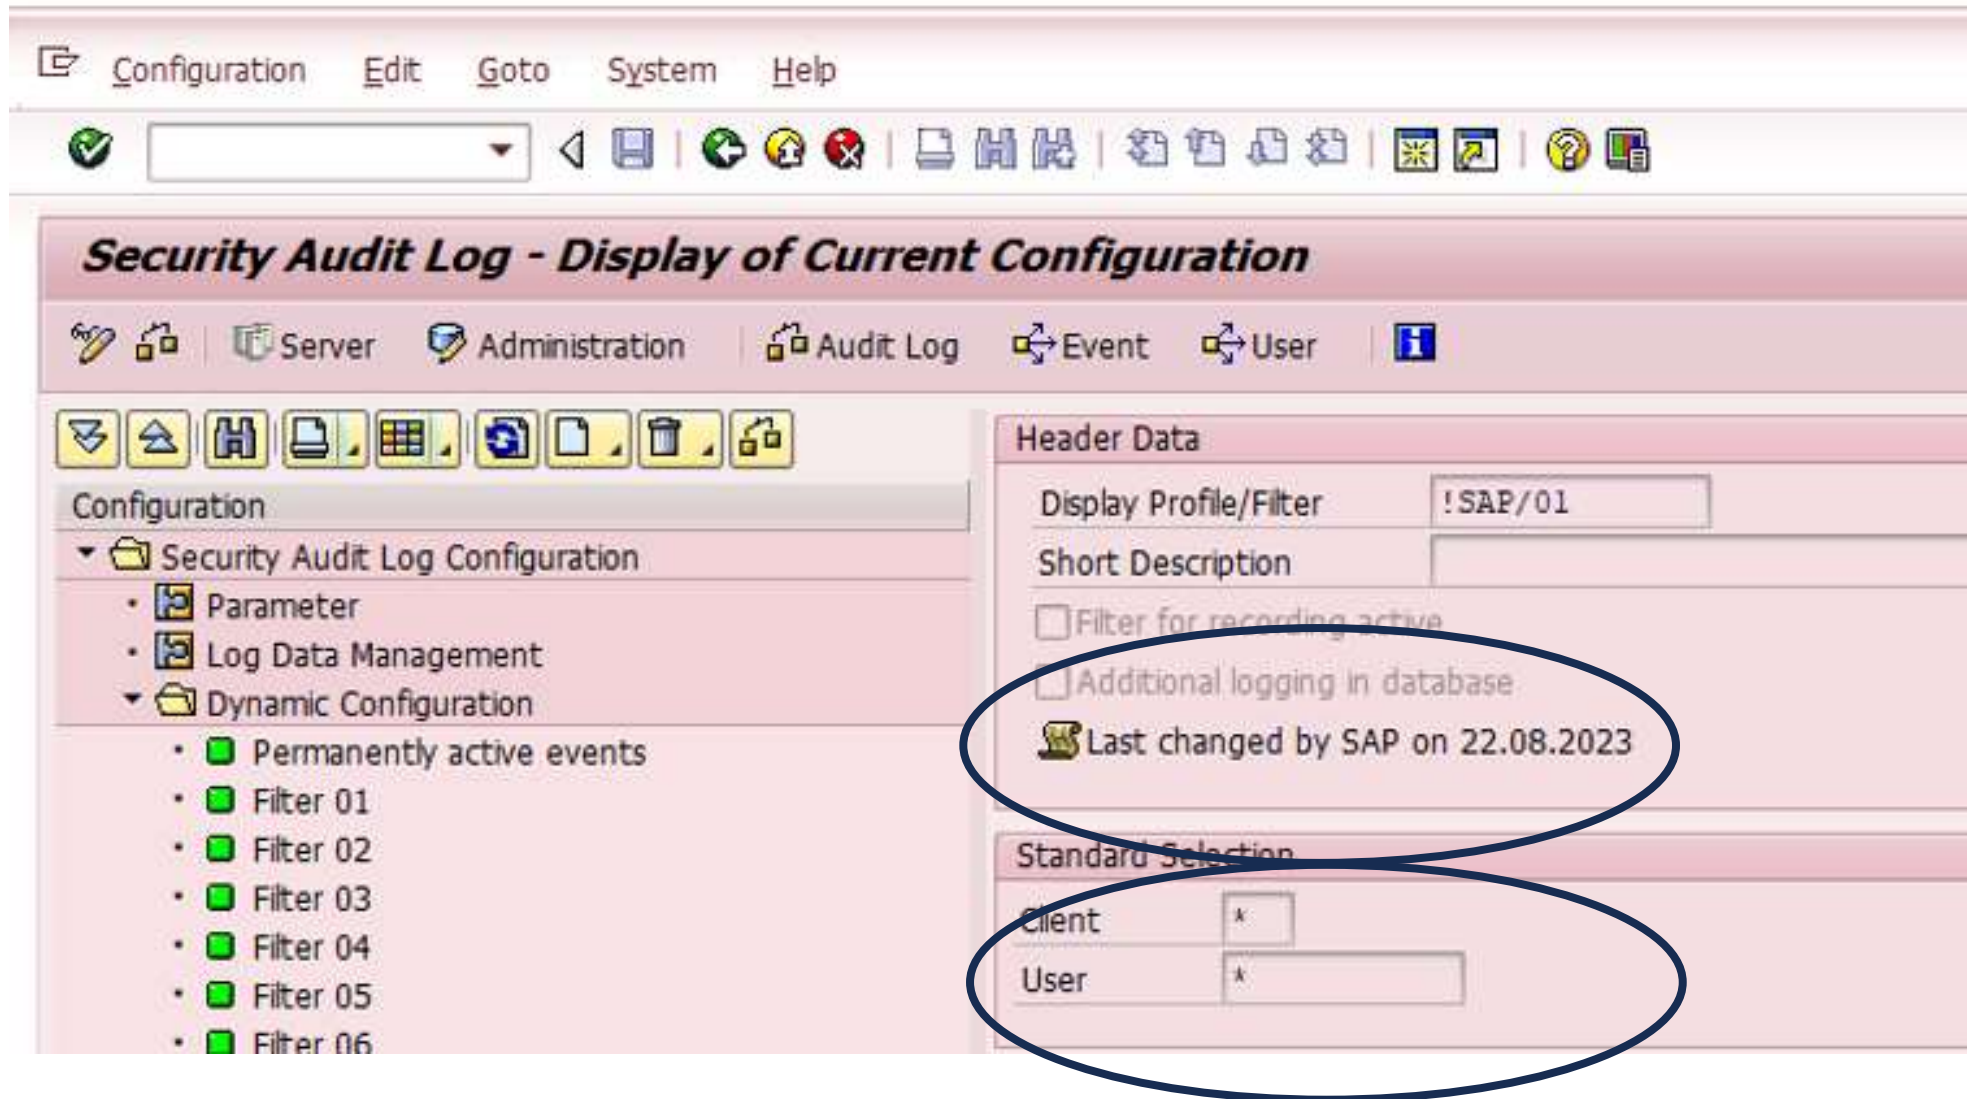 Configuration Edit Goto System Help
Security Audit Log - Display of Current Configuration
Server Administration Audit Log Event User
Configuration
Security Audit Log Configuration
Parameter
Log Data Management
Dynamic Configuration
Permanently active events
Filter 01
Filter 02
Filter 03
Filter 04
Filter 05
Filter 06
Header Data
Display Profile/Filter !SAP/01
Short Description
Filter for recording active
Additional logging in database
Last changed by SAP on 22.08.2023
Standard Selection
Client *
User *